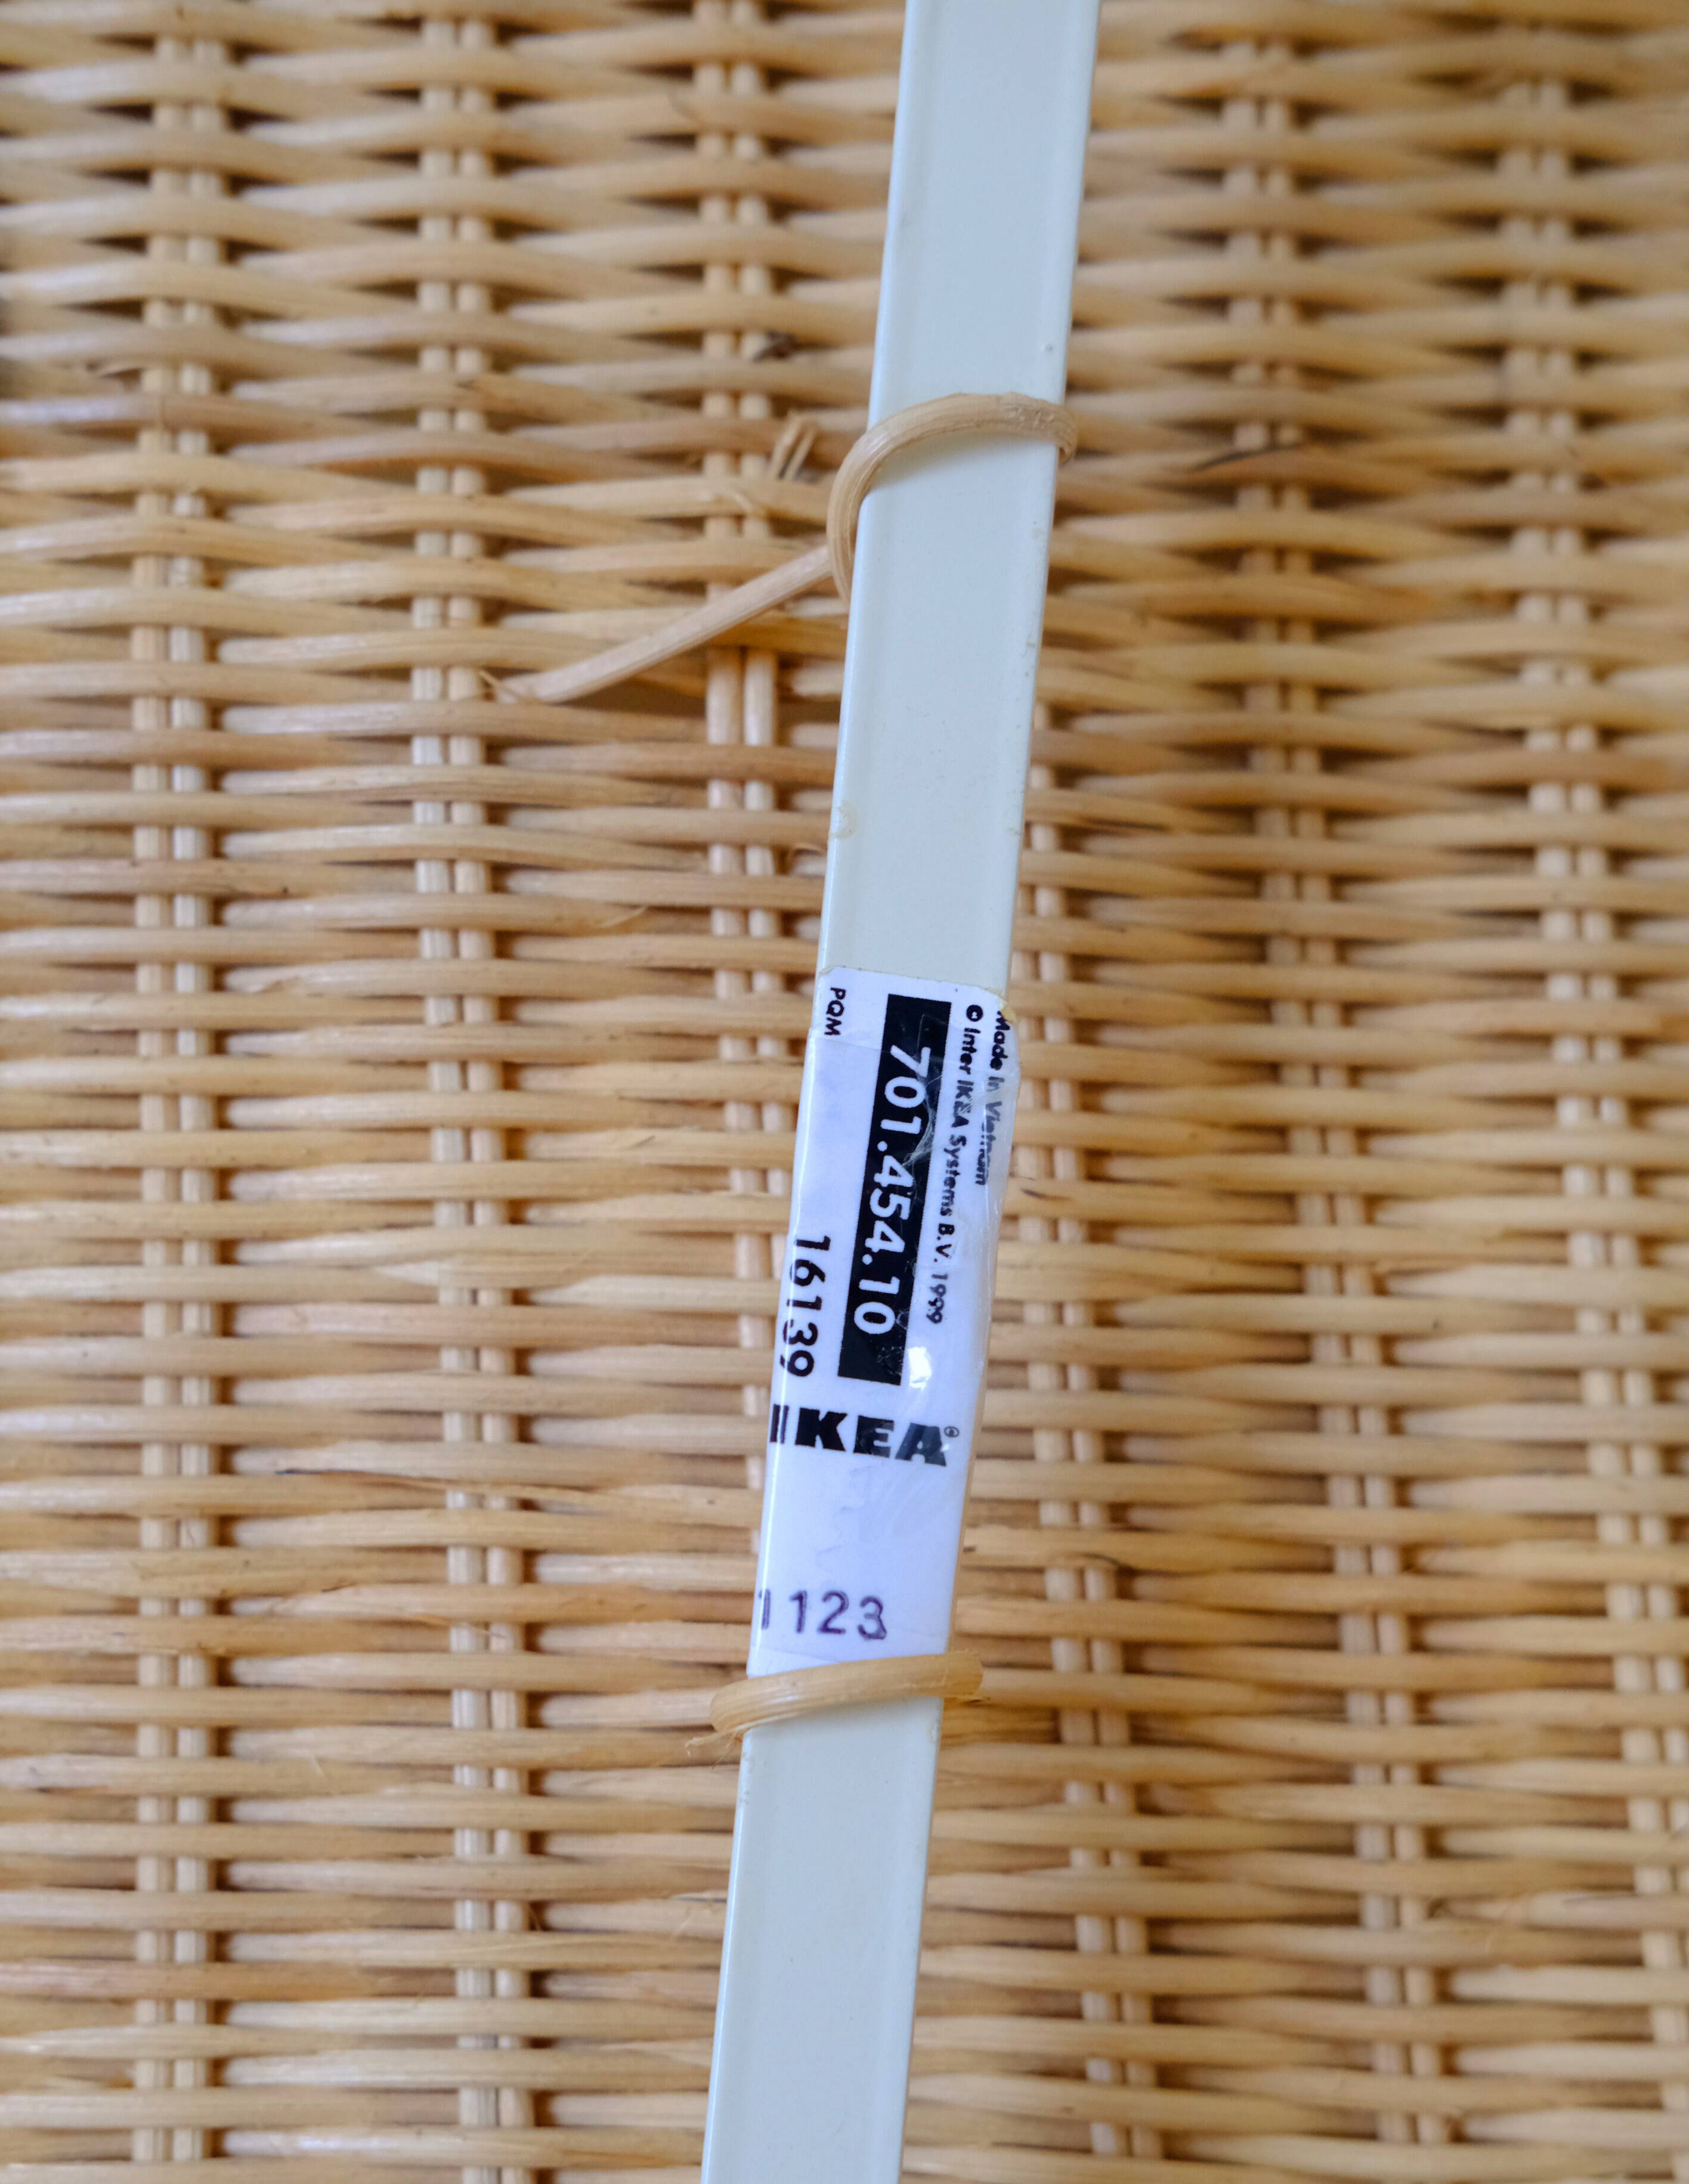 Made in Vietnam
© Inter IKEA Systems B.V. 1999
701.454.10
PQM
16139
IKEA®
1123